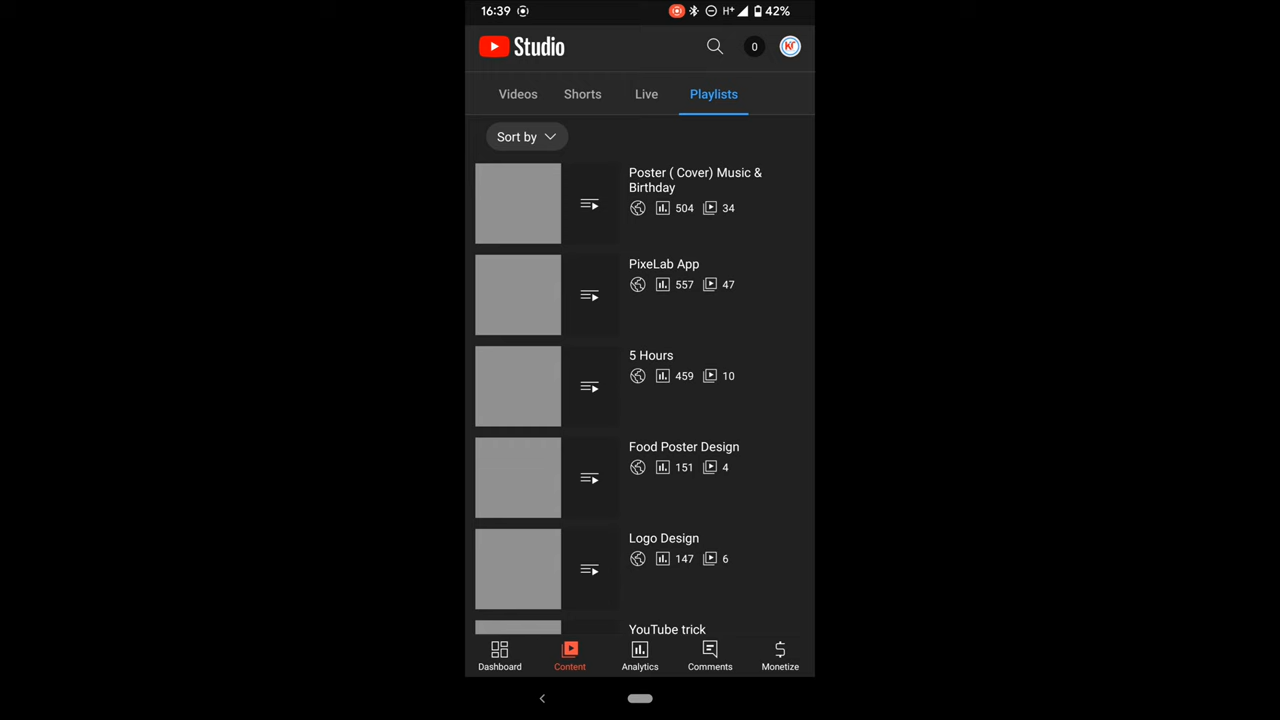 16:39 H+ 42%
Studio 0 KT
Videos Shorts Live Playlists
Sort by
Poster ( Cover) Music &
Birthday
504 34
PixeLab App
557 47
5 Hours
459 10
Food Poster Design
151 4
Logo Design
147 6
YouTube trick
Dashboard Content Analytics Comments Monetize